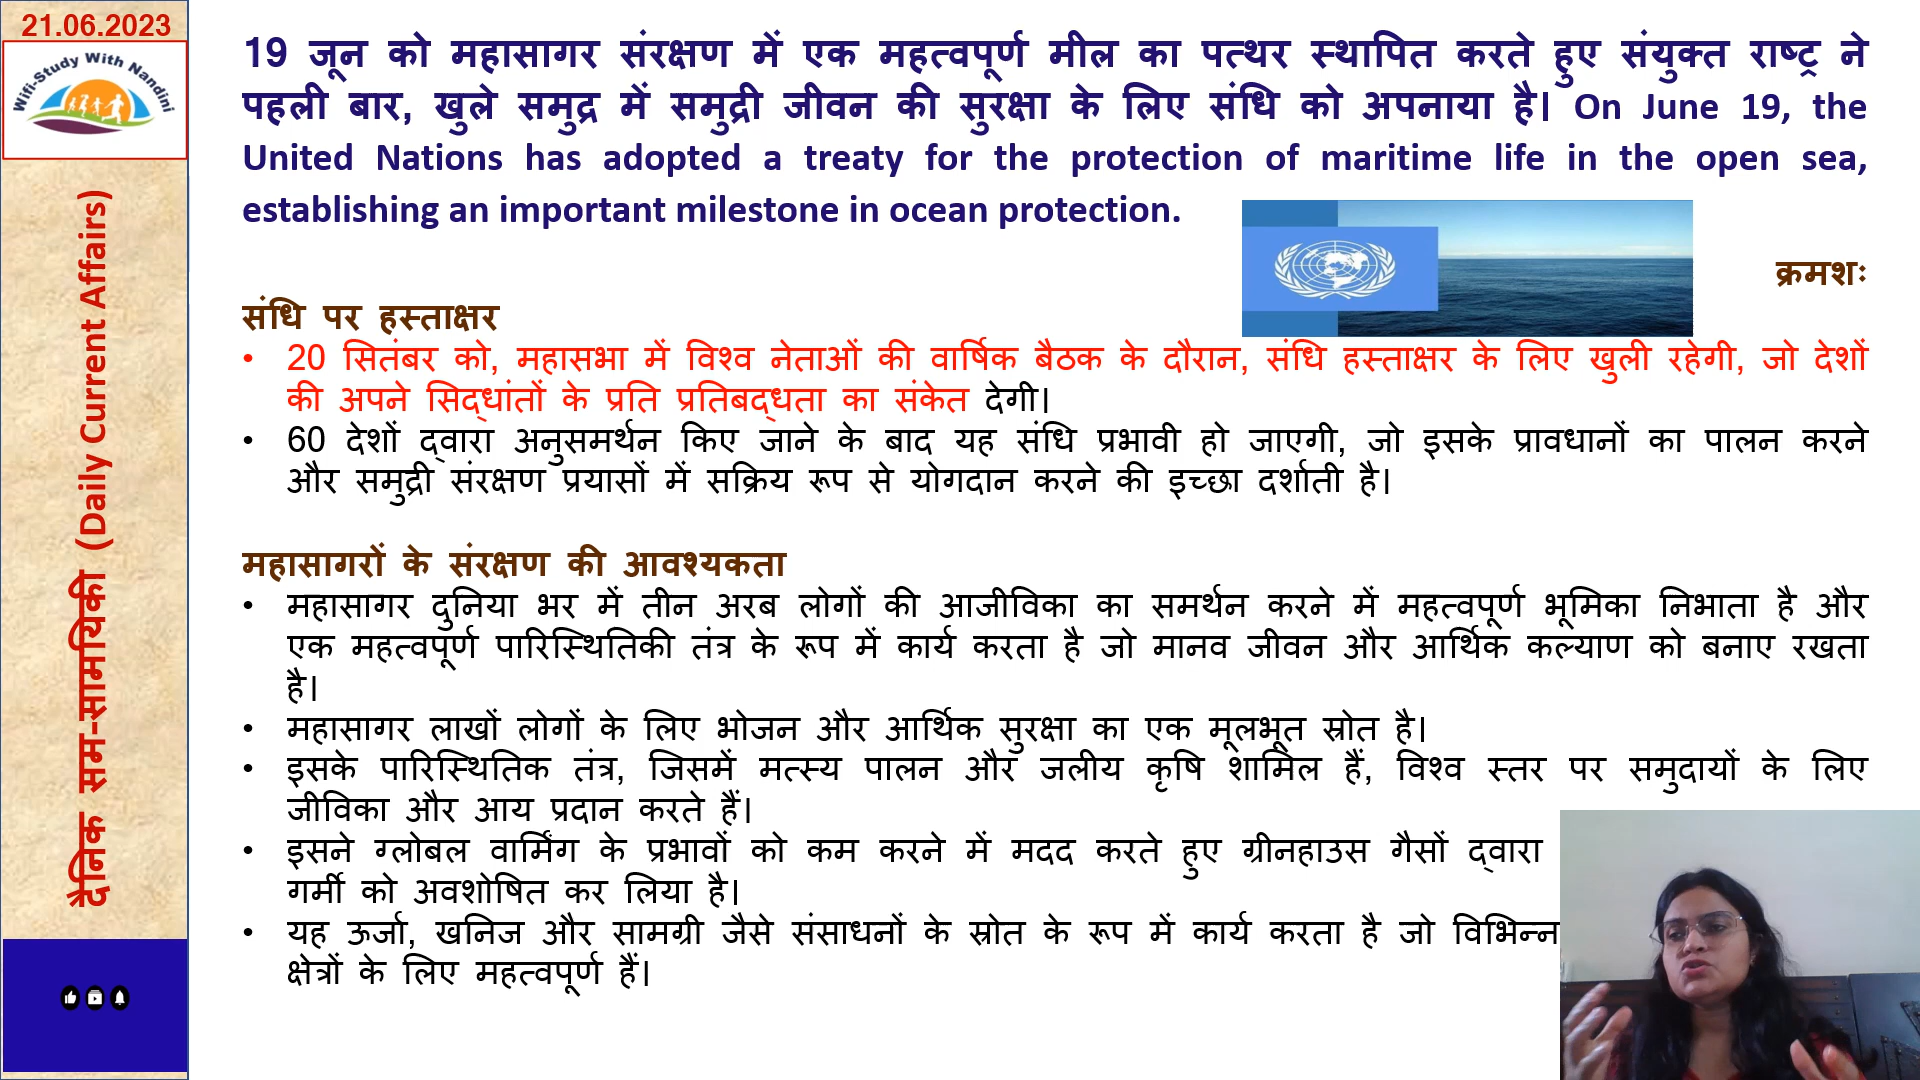 21.06.2023
Wifi-Study With Nandini
दैनिक सम-सामयिकी (Daily Current Affairs)
19 जून को महासागर संरक्षण में एक महत्वपूर्ण मील का पत्थर स्थापित करते हुए संयुक्त राष्ट्र ने
पहली बार, खुले समुद्र में समुद्री जीवन की सुरक्षा के लिए संधि को अपनाया है। On June 19, the
United Nations has adopted a treaty for the protection of maritime life in the open sea,
establishing an important milestone in ocean protection.
क्रमशः
संधि पर हस्ताक्षर
• 20 सितंबर को, महासभा में विश्व नेताओं की वार्षिक बैठक के दौरान, संधि हस्ताक्षर के लिए खुली रहेगी, जो देशों
की अपने सिद्धांतों के प्रति प्रतिबद्धता का संकेत देगी।
• 60 देशों द्वारा अनुसमर्थन किए जाने के बाद यह संधि प्रभावी हो जाएगी, जो इसके प्रावधानों का पालन करने
और समुद्री संरक्षण प्रयासों में सक्रिय रूप से योगदान करने की इच्छा दर्शाती है।
महासागरों के संरक्षण की आवश्यकता
• महासागर दुनिया भर में तीन अरब लोगों की आजीविका का समर्थन करने में महत्वपूर्ण भूमिका निभाता है और
एक महत्वपूर्ण पारिस्थितिकी तंत्र के रूप में कार्य करता है जो मानव जीवन और आर्थिक कल्याण को बनाए रखता
है।
• महासागर लाखों लोगों के लिए भोजन और आर्थिक सुरक्षा का एक मूलभूत स्रोत है।
• इसके पारिस्थितिक तंत्र, जिसमें मत्स्य पालन और जलीय कृषि शामिल हैं, विश्व स्तर पर समुदायों के लिए
जीविका और आय प्रदान करते हैं।
• इसने ग्लोबल वार्मिंग के प्रभावों को कम करने में मदद करते हुए ग्रीनहाउस गैसों द्वारा
गर्मी को अवशोषित कर लिया है।
• यह ऊर्जा, खनिज और सामग्री जैसे संसाधनों के स्रोत के रूप में कार्य करता है जो विभिन्न
क्षेत्रों के लिए महत्वपूर्ण हैं।